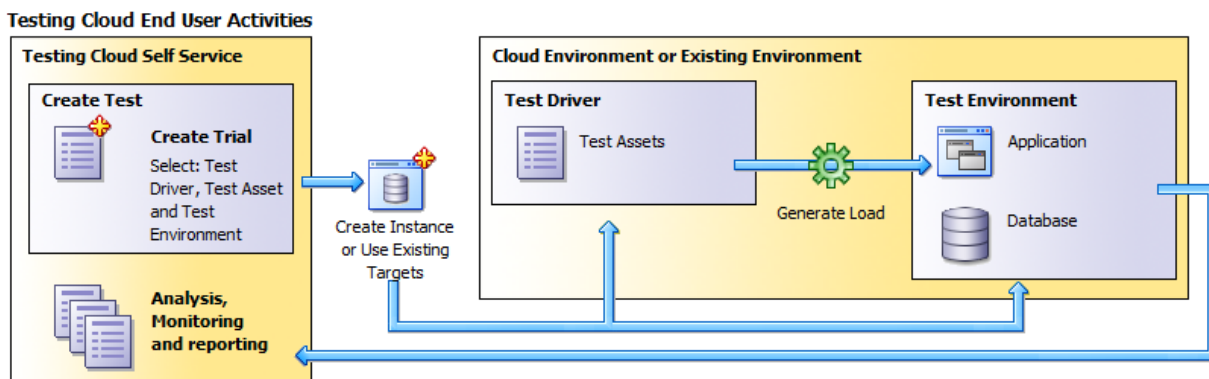 Testing Cloud End User Activities
Testing Cloud Self Service
Create Test
Create Trial
Select: Test
Driver, Test Asset
and Test
Environment
Analysis,
Monitoring
and reporting
Create Instance
or Use Existing
Targets
Cloud Environment or Existing Environment
Test Driver
Test Assets
Generate Load
Test Environment
Application
Database